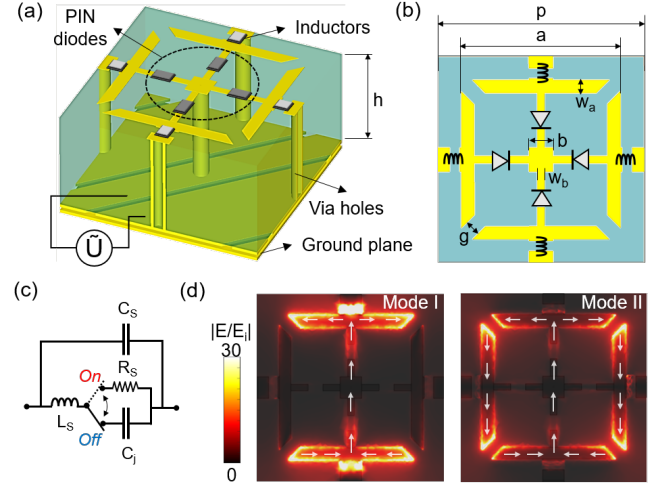 (a)
PIN
diodes
Inductors
h
Via holes
Ground plane
Ũ
(b)
p
a
w_a
b
w_b
g
(c)
C_S
On
R_S
L_S
Off
C_j
(d)
|E/E_i|
30
0
Mode I
Mode II